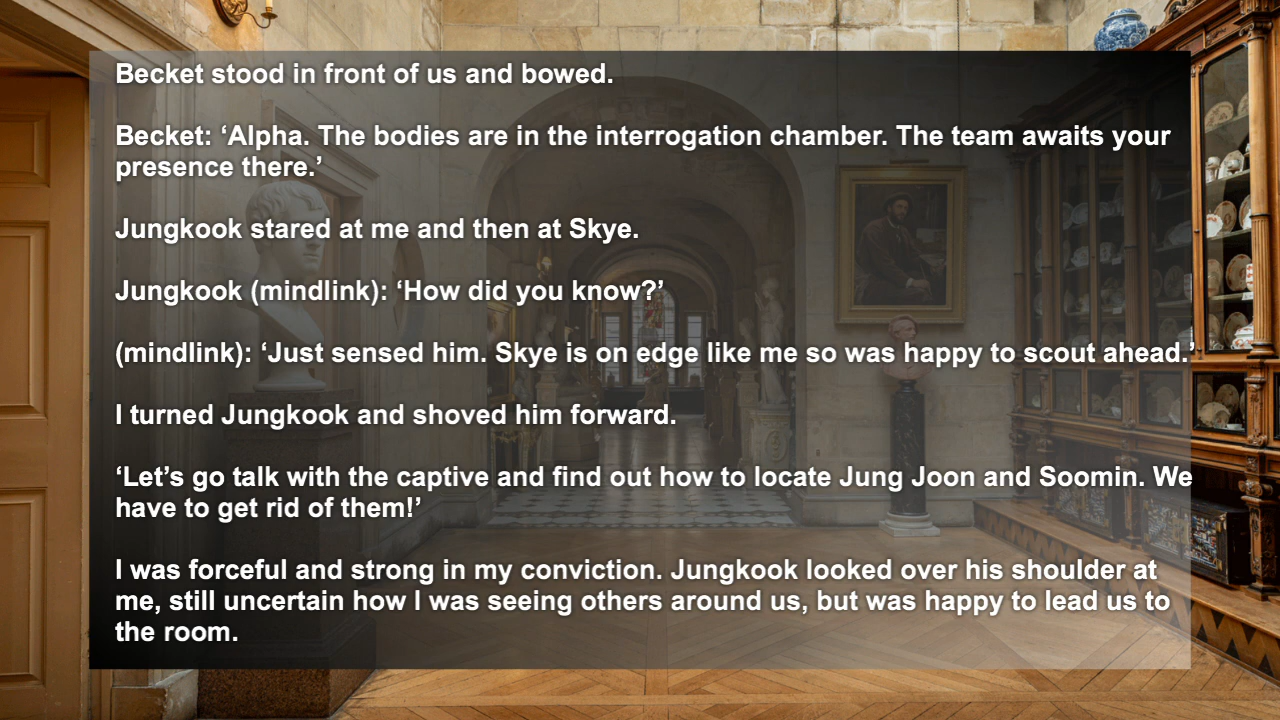 Becket stood in front of us and bowed.
Becket: ‘Alpha. The bodies are in the interrogation chamber. The team awaits your
presence there.’
Jungkook stared at me and then at Skye.
Jungkook (mindlink): ‘How did you know?’
(mindlink): ‘Just sensed him. Skye is on edge like me so was happy to scout ahead.’
I turned Jungkook and shoved him forward.
‘Let’s go talk with the captive and find out how to locate Jung Joon and Soomin. We
have to get rid of them!’
I was forceful and strong in my conviction. Jungkook looked over his shoulder at
me, still uncertain how I was seeing others around us, but was happy to lead us to
the room.